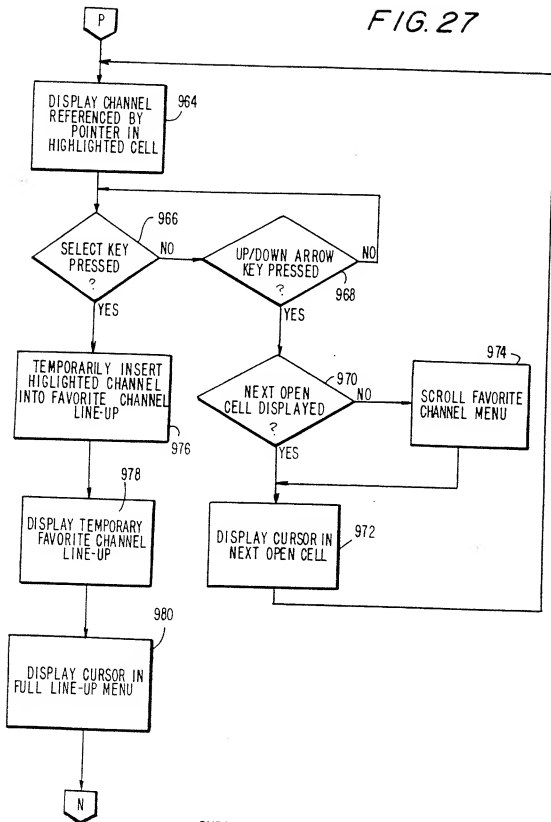 FIG. 27
P
DISPLAY CHANNEL
REFERENCED BY
POINTER IN
HIGHLIGHTED CELL
964
SELECT KEY
PRESSED
?
966
NO
YES
UP/DOWN ARROW
KEY PRESSED
?
968
NO
YES
TEMPORARILY INSERT
HIGLIGHTED CHANNEL
INTO FAVORITE CHANNEL
LINE-UP
976
NEXT OPEN
CELL DISPLAYED
?
970
NO
YES
974
SCROLL FAVORITE
CHANNEL MENU
978
DISPLAY TEMPORARY
FAVORITE CHANNEL
LINE-UP
DISPLAY CURSOR IN
NEXT OPEN CELL
972
980
DISPLAY CURSOR IN
FULL LINE-UP MENU
N